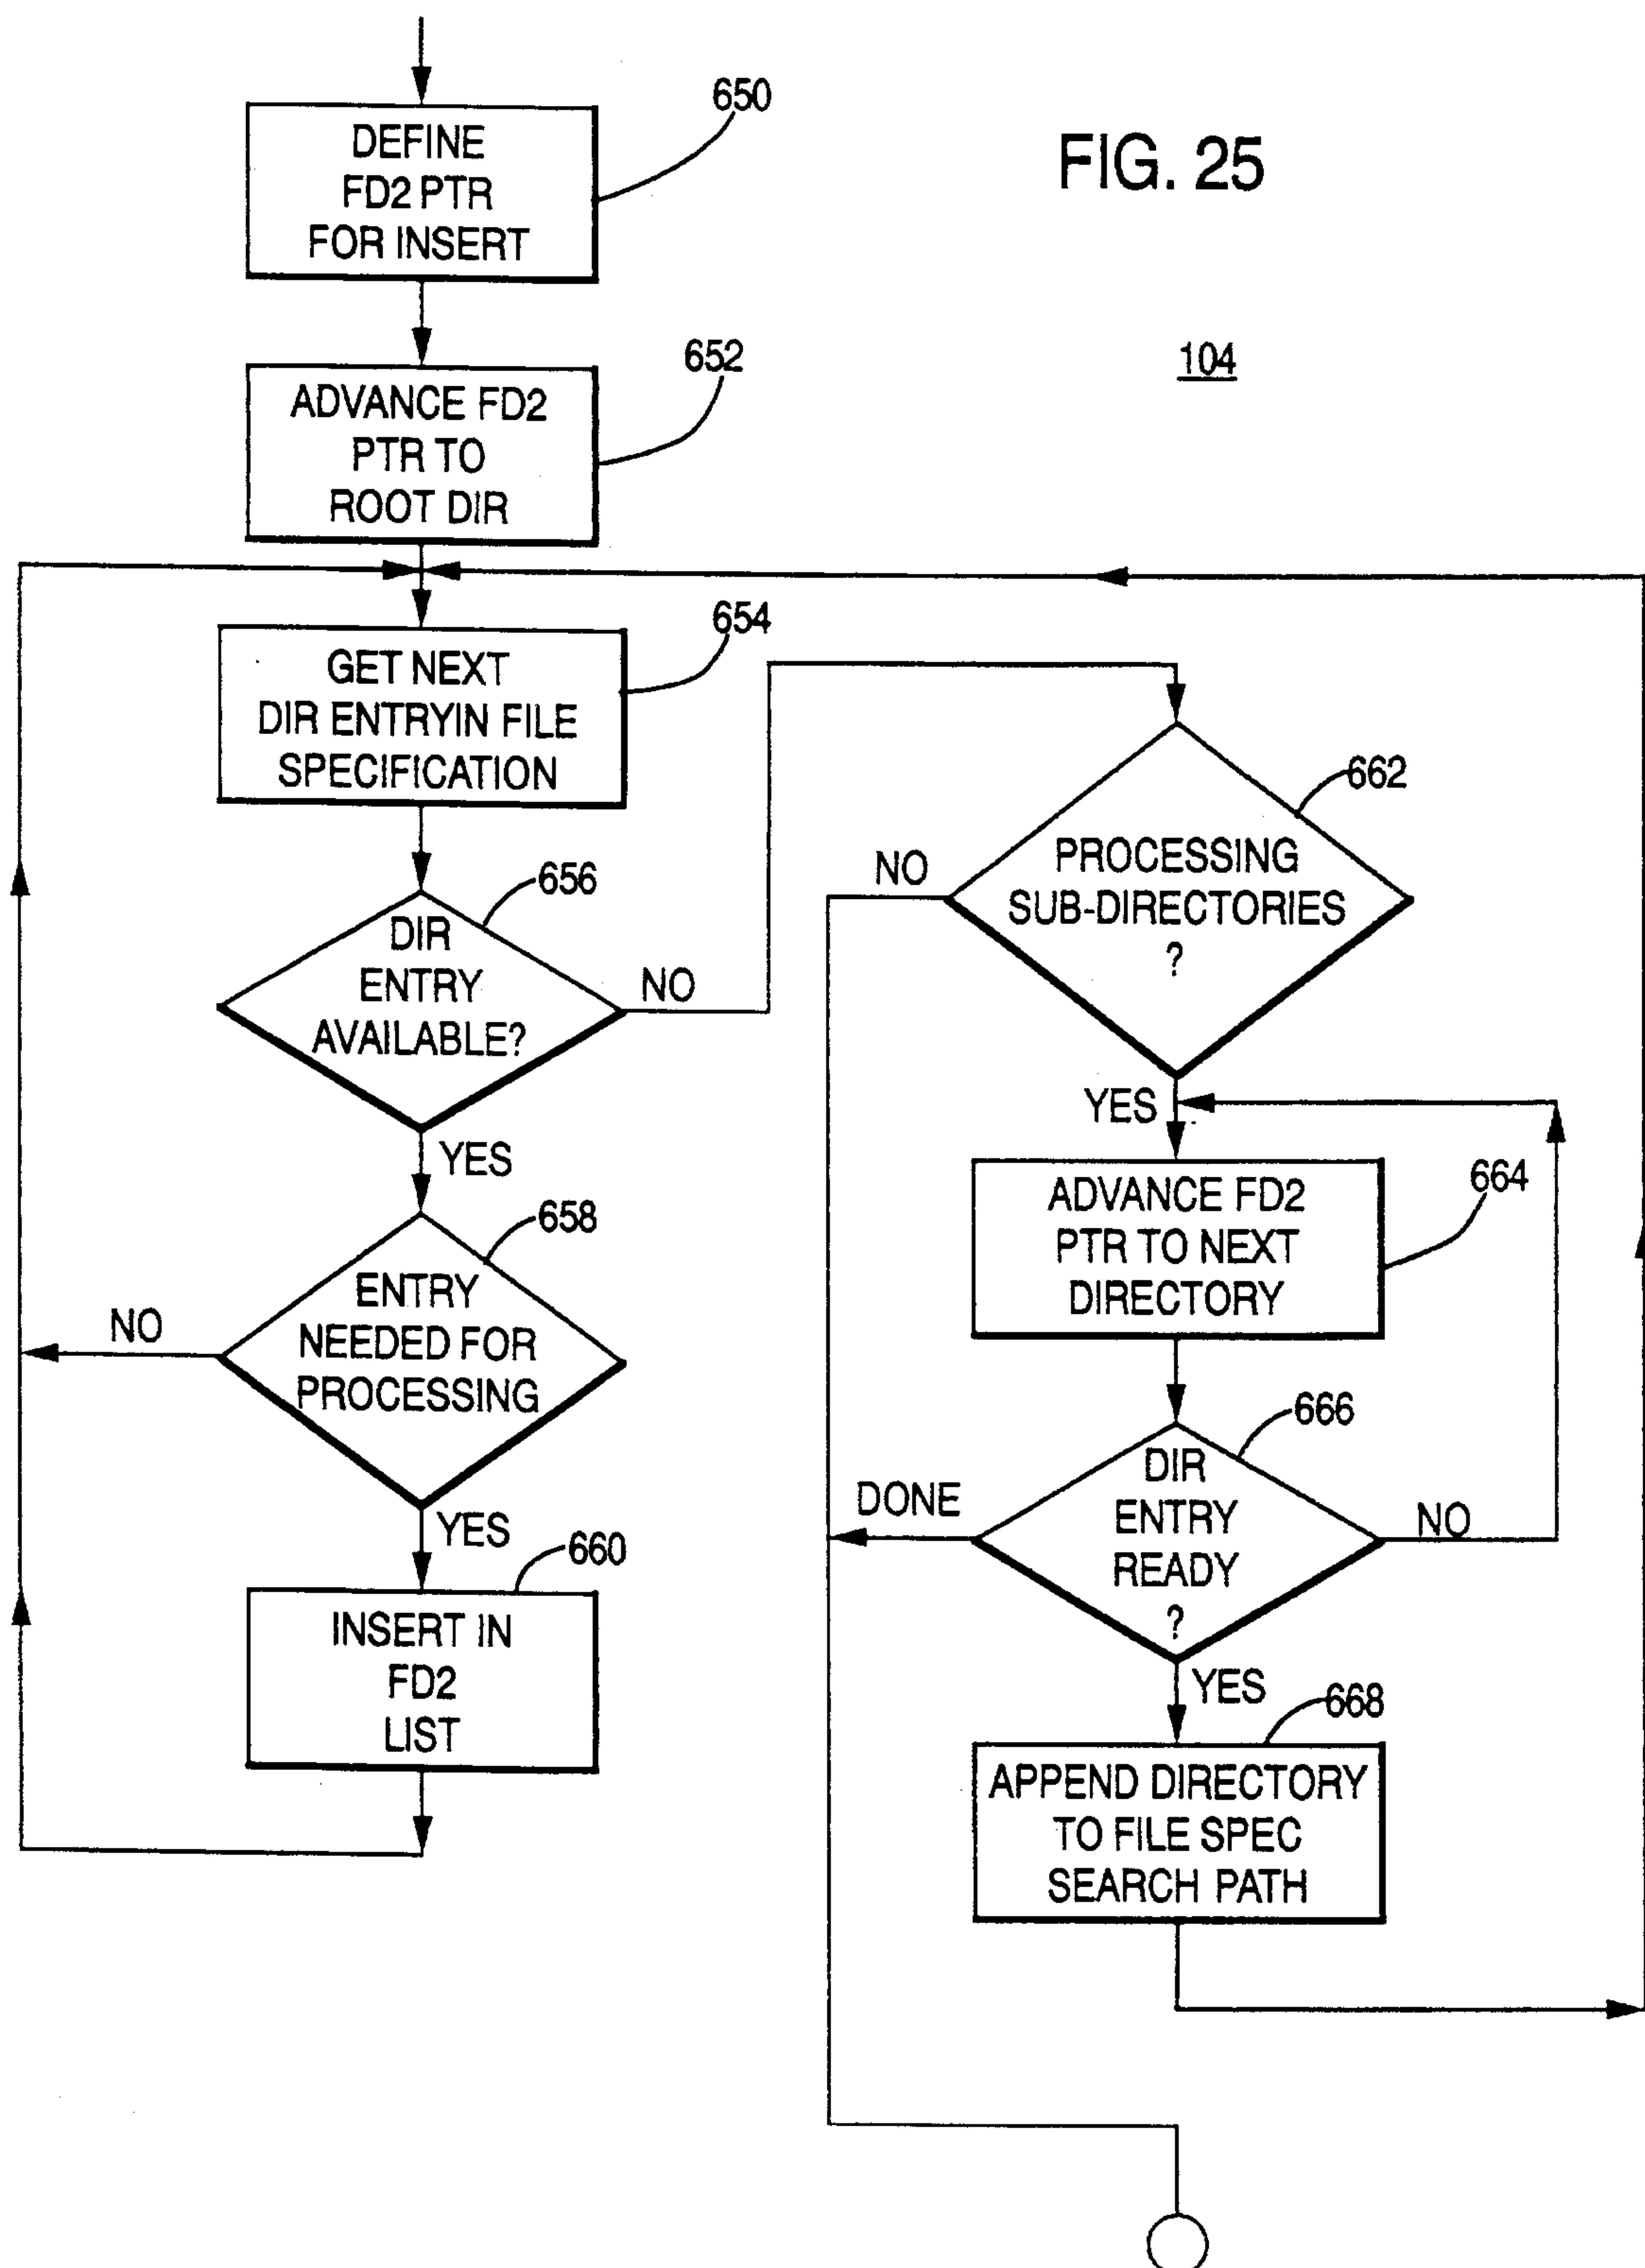 650
DEFINE
FD2 PTR
FOR INSERT
FIG. 25
104
652
ADVANCE FD2
PTR TO
ROOT DIR
654
GET NEXT
DIR ENTRYIN FILE
SPECIFICATION
656
DIR
ENTRY
AVAILABLE?
NO
YES
658
ENTRY
NEEDED FOR
PROCESSING
NO
YES
660
INSERT IN
FD2
LIST
662
PROCESSING
SUB-DIRECTORIES
?
NO
YES
664
ADVANCE FD2
PTR TO NEXT
DIRECTORY
666
DIR
ENTRY
READY
?
DONE
NO
YES
668
APPEND DIRECTORY
TO FILE SPEC
SEARCH PATH